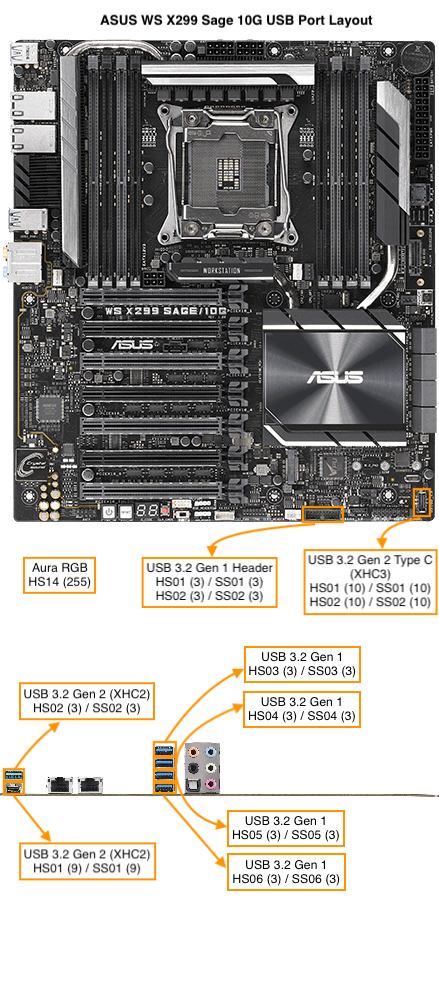 ASUS WS X299 Sage 10G USB Port Layout
WORKSTATION
WS X299 SAGE/10G
ASUS
ASUS
Crystal
Sound
Aura RGB
HS14 (255)
USB 3.2 Gen 1 Header
HS01 (3) / SS01 (3)
HS02 (3) / SS02 (3)
USB 3.2 Gen 2 Type C
(XHC3)
HS01 (10) / SS01 (10)
HS02 (10) / SS02 (10)
USB 3.2 Gen 1
HS03 (3) / SS03 (3)
USB 3.2 Gen 2 (XHC2)
HS02 (3) / SS02 (3)
USB 3.2 Gen 1
HS04 (3) / SS04 (3)
USB 3.2 Gen 1
HS05 (3) / SS05 (3)
USB 3.2 Gen 2 (XHC2)
HS01 (9) / SS01 (9)
USB 3.2 Gen 1
HS06 (3) / SS06 (3)